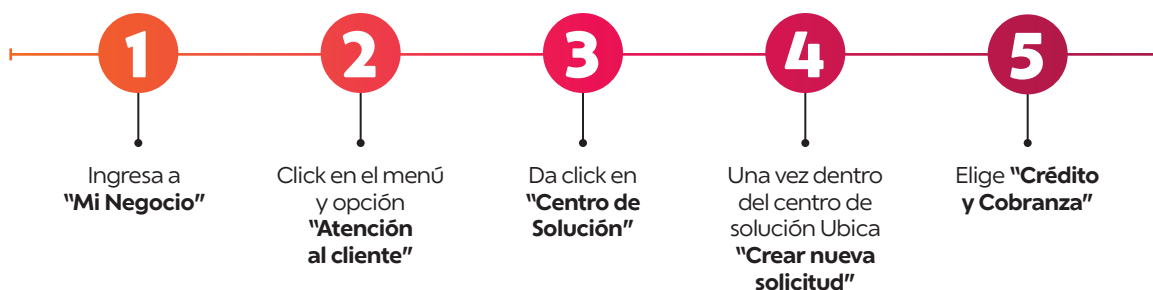 1
Ingresa a
“Mi Negocio”
2
Click en el menú
y opción
“Atención
al cliente”
3
Da click en
“Centro de
Solución”
4
Una vez dentro
del centro de
solución Ubica
“Crear nueva
solicitud”
5
Elige “Crédito
y Cobranza”